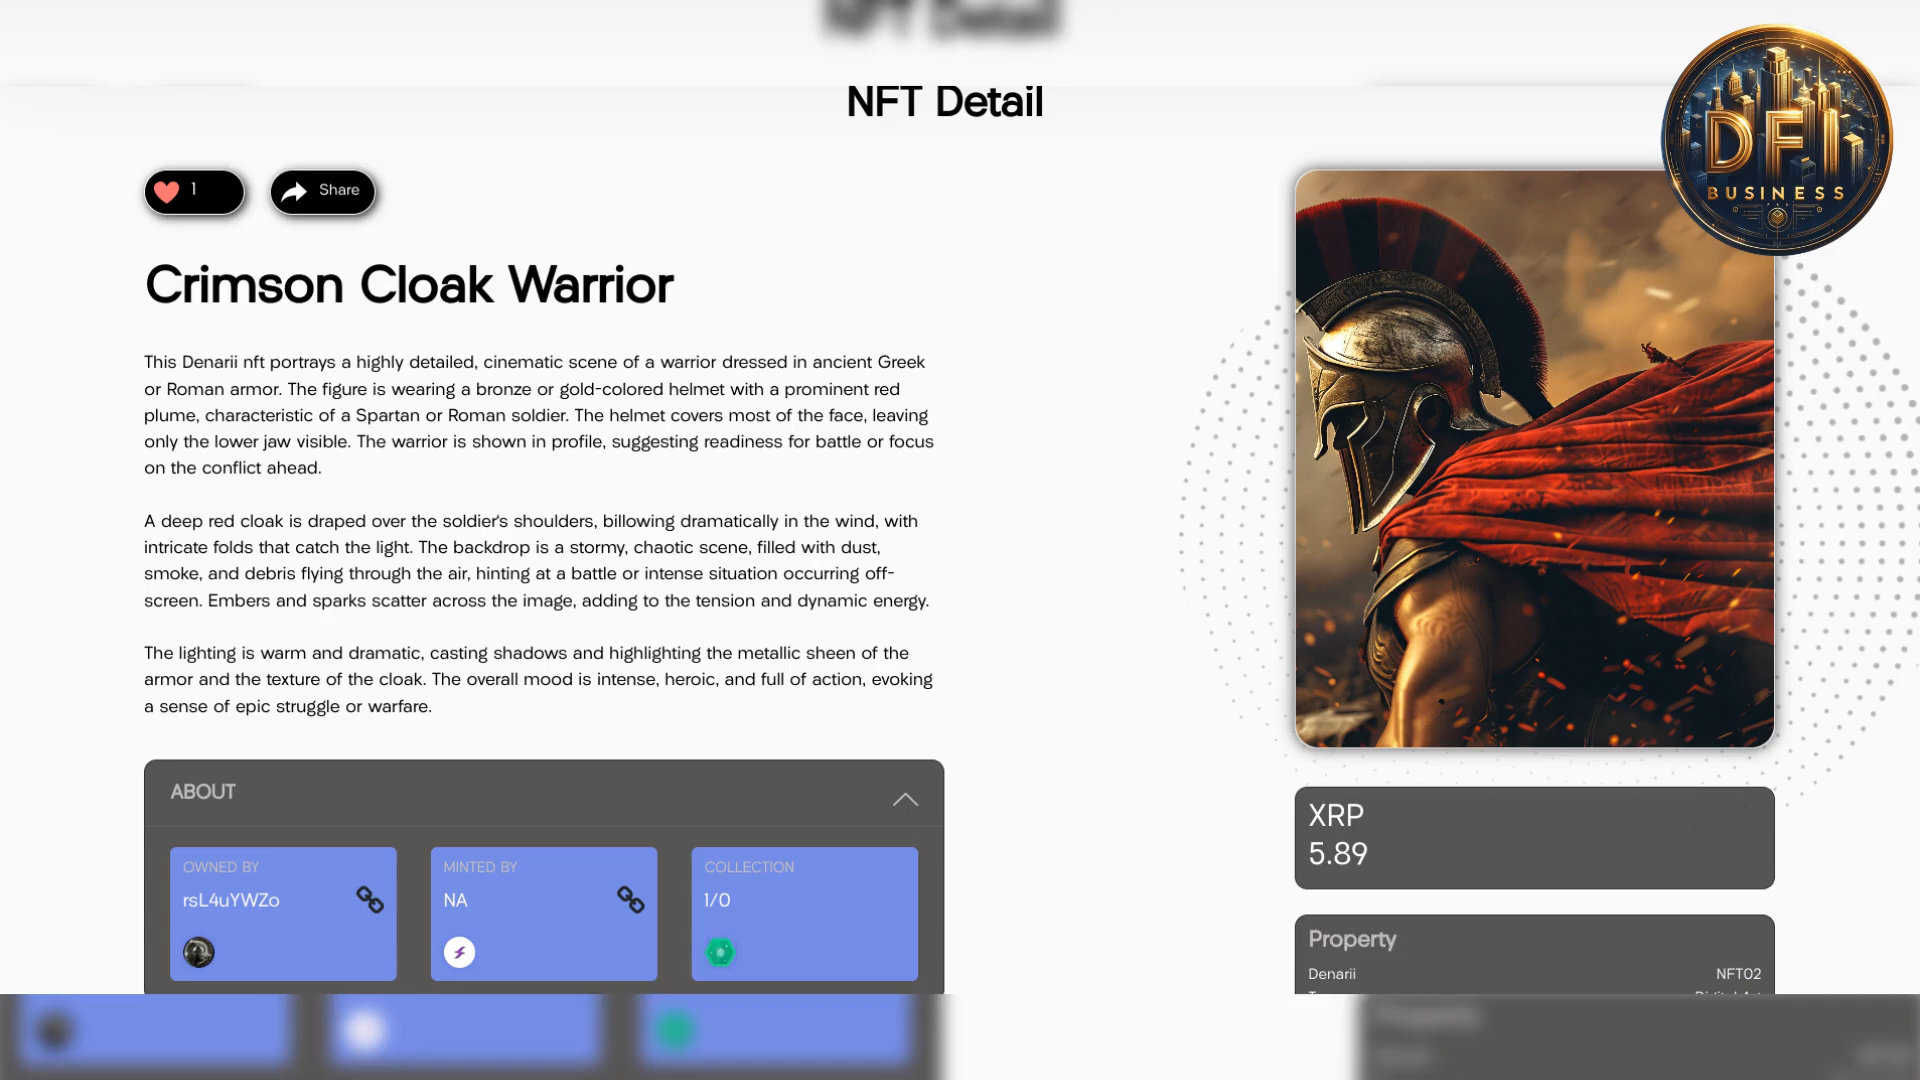 NFT Detail
NFT Detail
DFI
BUSINESS
1
Share
Crimson Cloak Warrior
This Denarii nft portrays a highly detailed, cinematic scene of a warrior dressed in ancient Greek
or Roman armor. The figure is wearing a bronze or gold-colored helmet with a prominent red
plume, characteristic of a Spartan or Roman soldier. The helmet covers most of the face, leaving
only the lower jaw visible. The warrior is shown in profile, suggesting readiness for battle or focus
on the conflict ahead.
A deep red cloak is draped over the soldier's shoulders, billowing dramatically in the wind, with
intricate folds that catch the light. The backdrop is a stormy, chaotic scene, filled with dust,
smoke, and debris flying through the air, hinting at a battle or intense situation occurring off-
screen. Embers and sparks scatter across the image, adding to the tension and dynamic energy.
The lighting is warm and dramatic, casting shadows and highlighting the metallic sheen of the
armor and the texture of the cloak. The overall mood is intense, heroic, and full of action, evoking
a sense of epic struggle or warfare.
ABOUT
OWNED BY
rsL4uYWZo
MINTED BY
NA
COLLECTION
1/0
XRP
5.89
Property
Denarii
NFT02
Property